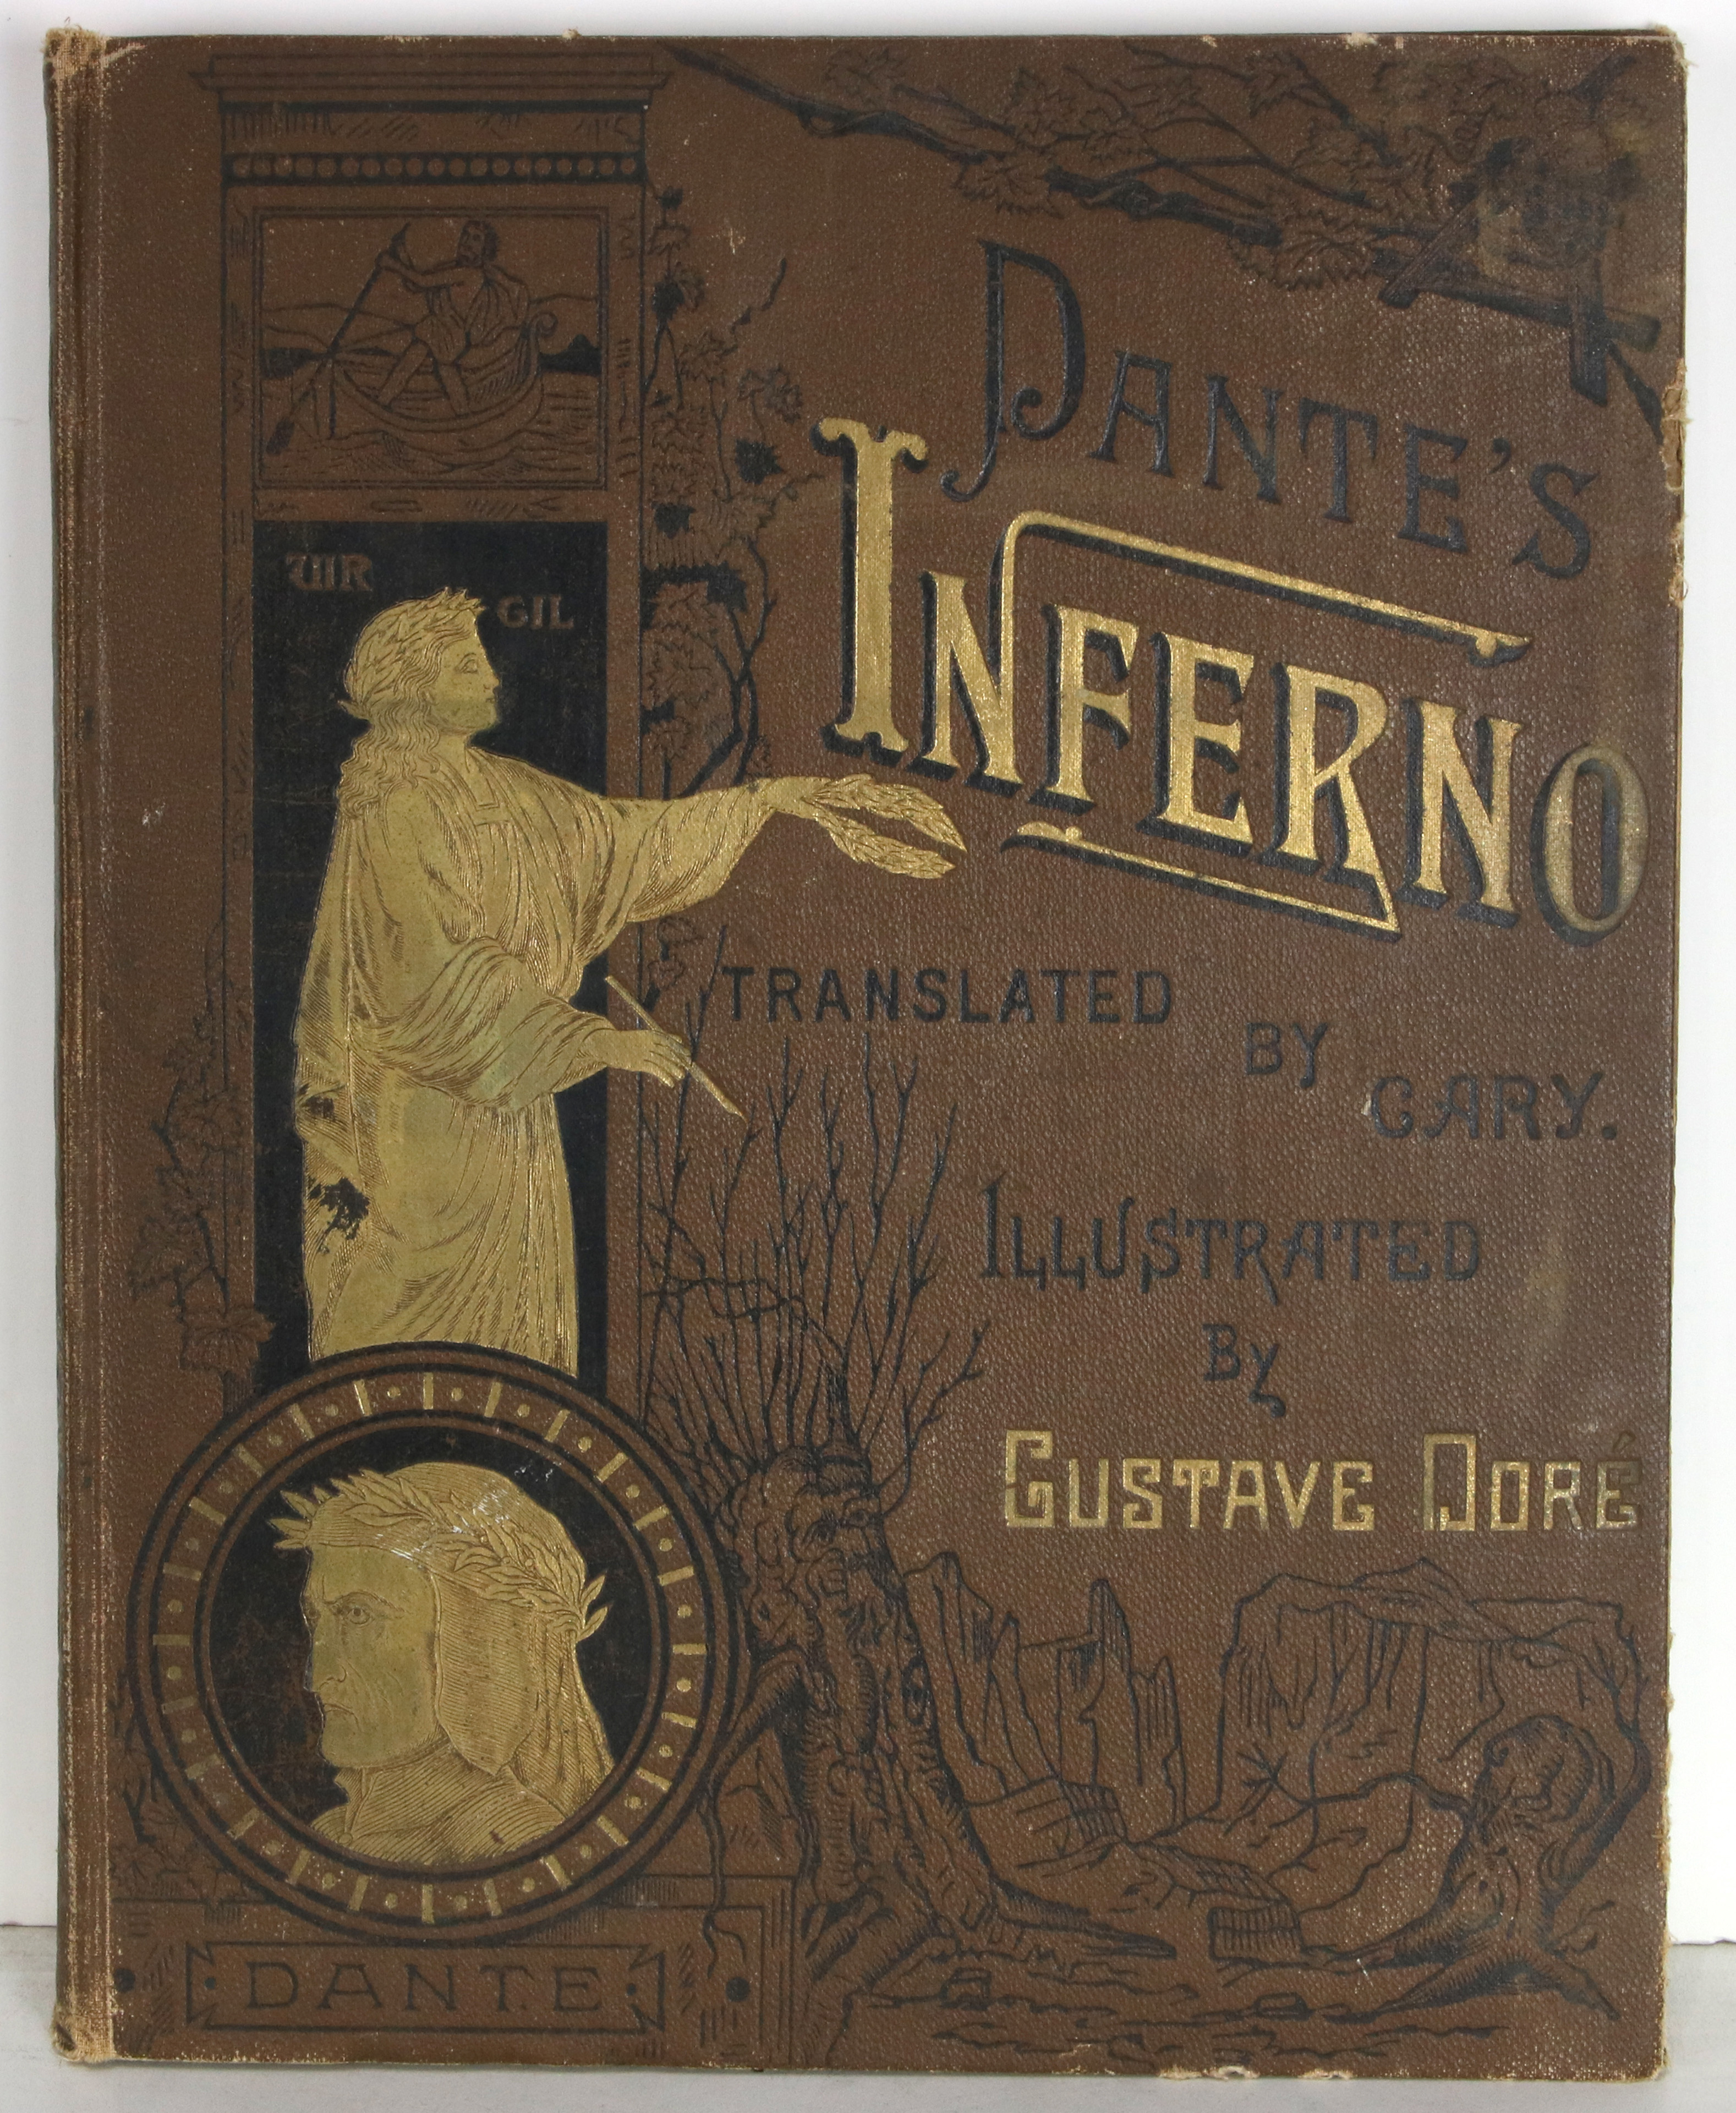 DANTE'S
INFERNO
VIR
GIL
TRANSLATED
BY
CARY.
ILLUSTRATED
By
GUSTAVE DORÉ
DANTE